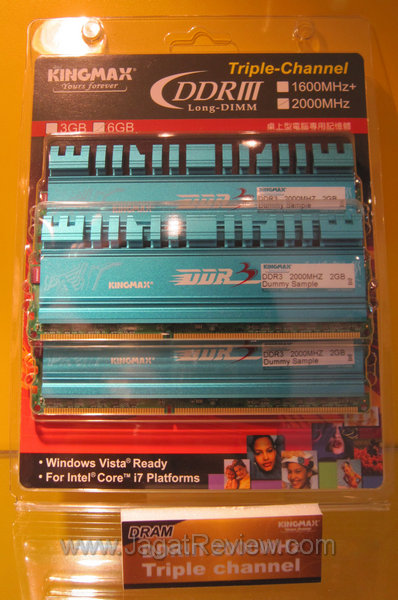 KINGMAX®
Yours forever
DDRIII
Long-DIMM
Triple-Channel
1600MHz+
2000MHz
3GB 6GB
桌上型電腦專用記憶體
KINGMAX
DDR3 2000MHZ 2GB
Dummy Sample
KINGMAX®
DDR3
KINGMAX
DDR3 2000MHZ 2GB
Dummy Sample
KINGMAX®
DDR3
DDR3 2000MHZ 2GB
Dummy Sample
• Windows Vista® Ready
• For Intel® Core™ i7 Platforms
DRAM
KINGMAX
www.JagatReview.com
Triple channel